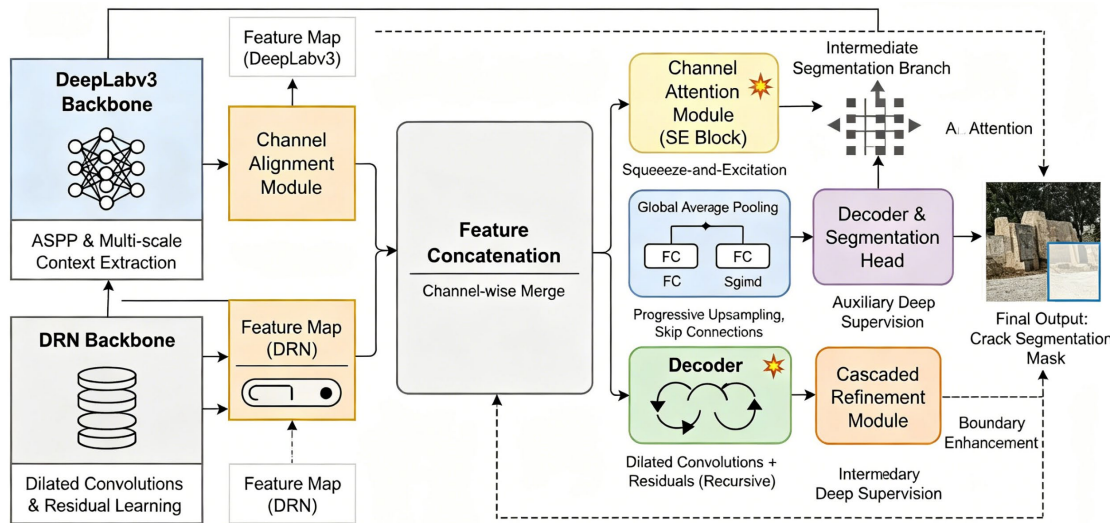 DeepLabv3
Backbone
ASPP & Multi-scale
Context Extraction
DRN Backbone
Dilated Convolutions
& Residual Learning
Feature Map
(DeepLabv3)
Channel
Alignment
Module
Feature Map
(DRN)
Feature Map
(DRN)
Feature
Concatenation
Channel-wise Merge
Channel
Attention
Module
(SE Block)
Squeeeze-and-Excitation
Global Average Pooling
FC
FC
FC
Sgimd
Progressive Upsampling,
Skip Connections
Decoder
Dilated Convolutions +
Residuals (Recursive)
Intermediate
Segmentation Branch
Attention
Decoder &
Segmentation
Head
Auxiliary Deep
Supervision
Cascaded
Refinement
Module
Intermedary
Deep Supervision
Final Output:
Crack Segmentation
Mask
Boundary
Enhancement